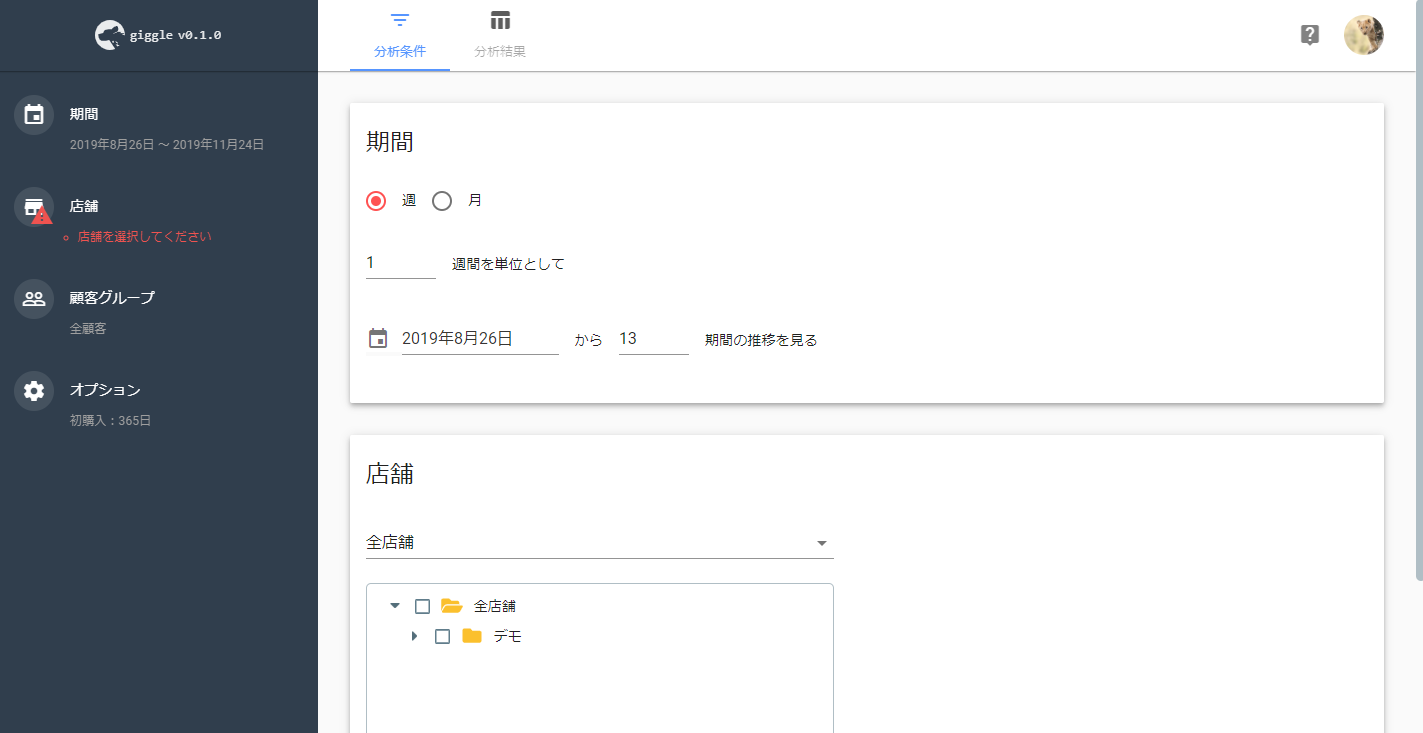 giggle v0.1.0
分析条件
分析結果
期間
2019年8月26日 〜 2019年11月24日
店舗
店舗を選択してください
顧客グループ
全顧客
オプション
初購入：365日
期間
週 月
1 週間を単位として
2019年8月26日 から 13 期間の推移を見る
店舗
全店舗
全店舗
デモ